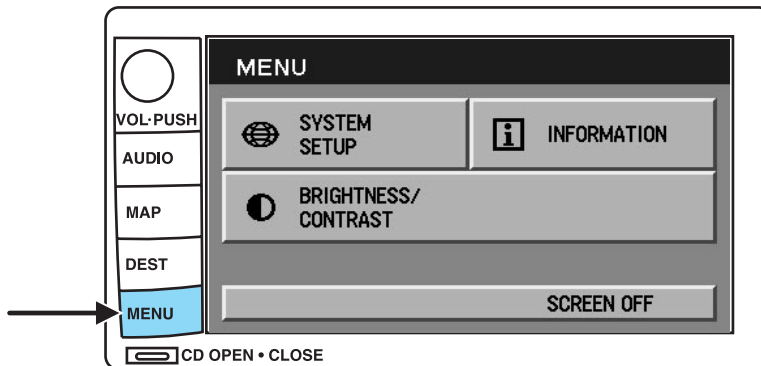 MENU
VOL·PUSH
SYSTEM
SETUP
INFORMATION
AUDIO
MAP
BRIGHTNESS/
CONTRAST
DEST
MENU
SCREEN OFF
CD OPEN • CLOSE